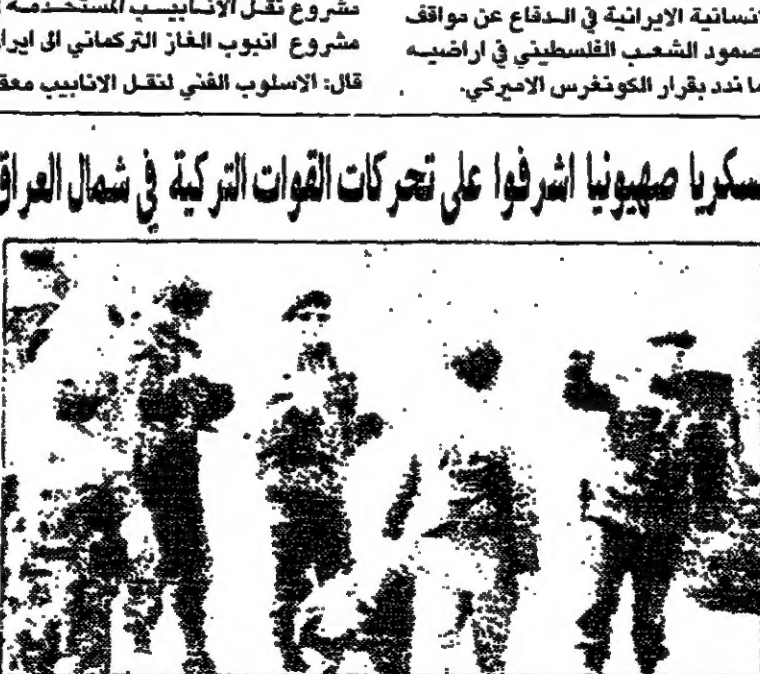 انسانية الايرانية في الدفاع عن مواقف
صمود الشعب الفلسطيني في اراضيه
ما ندد بقرار الكونغرس الاميركي.
مشروع نقل الانابيب المستخدمة
مشروع انبوب الغاز التركماني الى ايرا
قال: الاسلوب الفني لنقل الانابيب معق
سكريا صهيونيا اشرفوا على تحركات القوات التركية في شمال العراق